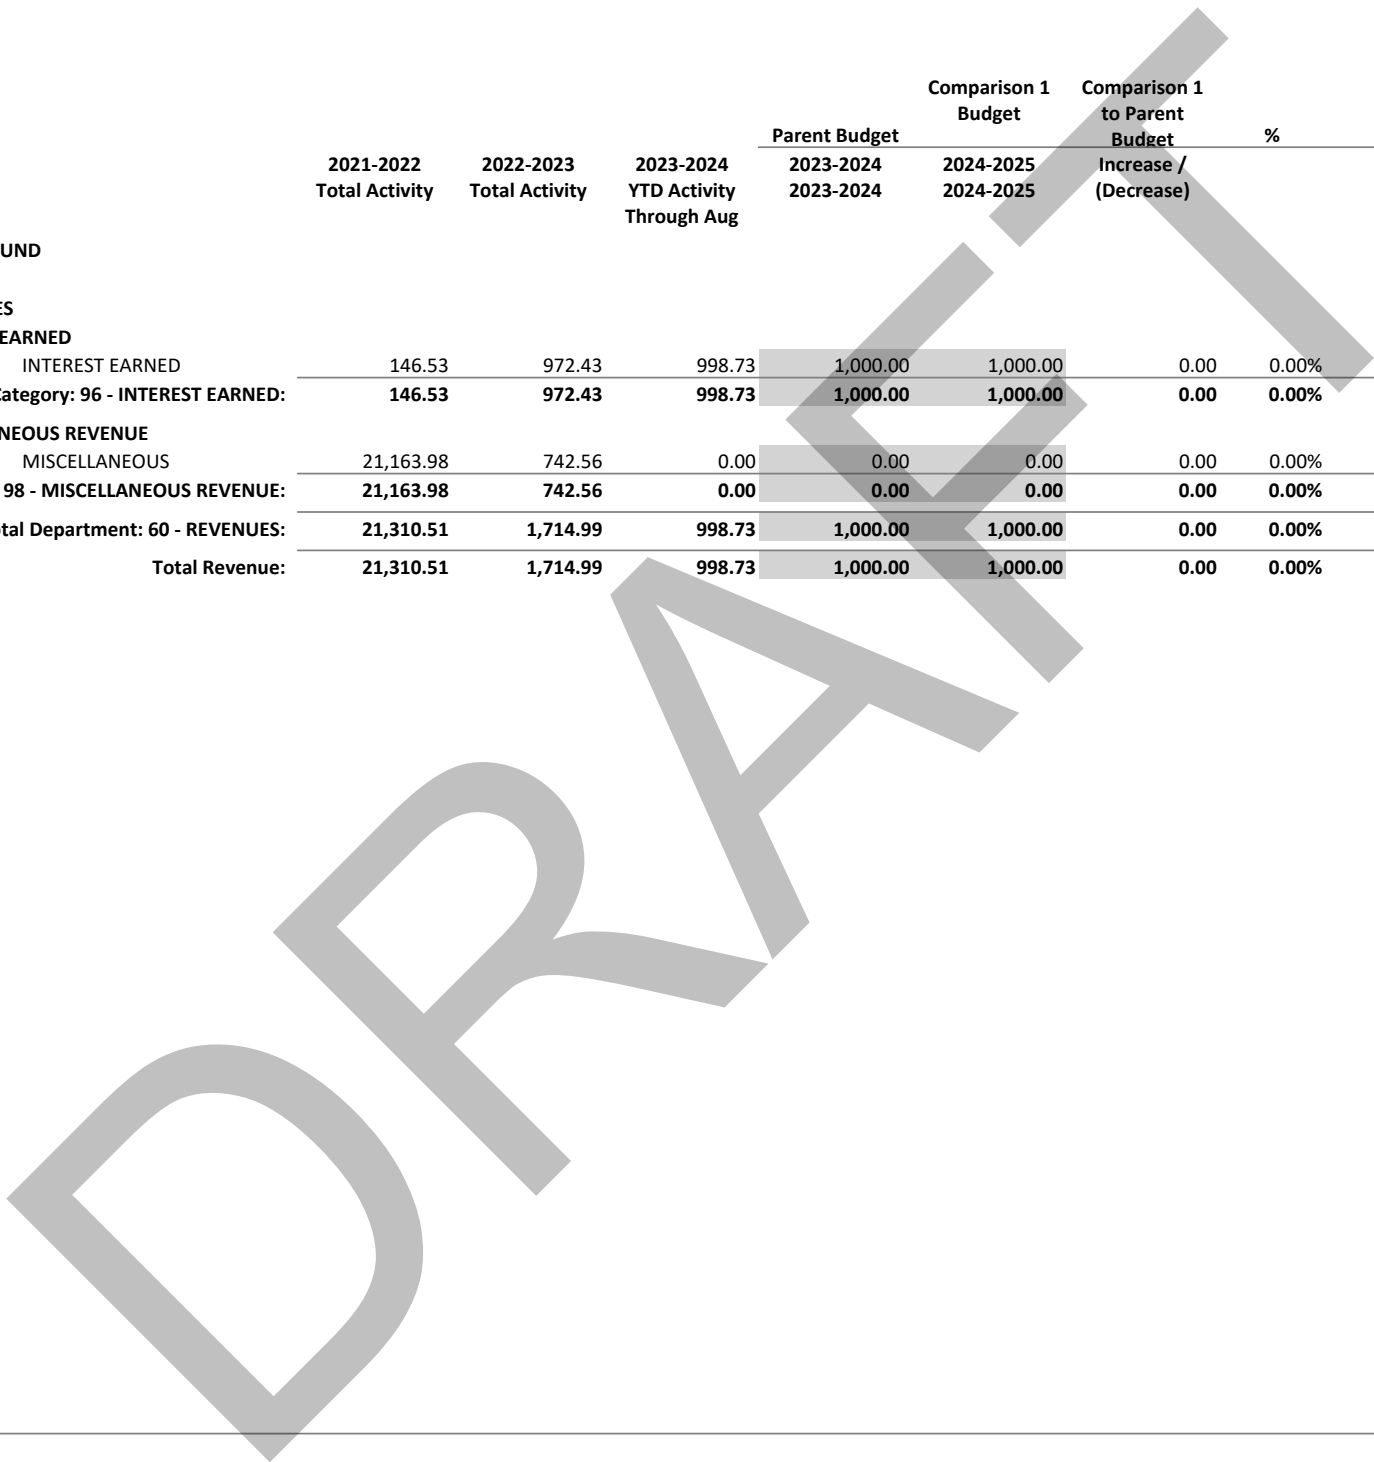 Comparison 1 Comparison 1
Budget to Parent
Parent Budget Budget %
2021-2022 2022-2023 2023-2024 2023-2024 2024-2025 Increase /
Total Activity Total Activity YTD Activity 2023-2024 2024-2025 (Decrease)
Through Aug
UND
ES
EARNED
INTEREST EARNED 146.53 972.43 998.73 1,000.00 1,000.00 0.00 0.00%
Category: 96 - INTEREST EARNED: 146.53 972.43 998.73 1,000.00 1,000.00 0.00 0.00%
NEOUS REVENUE
MISCELLANEOUS 21,163.98 742.56 0.00 0.00 0.00 0.00 0.00%
98 - MISCELLANEOUS REVENUE: 21,163.98 742.56 0.00 0.00 0.00 0.00 0.00%
tal Department: 60 - REVENUES: 21,310.51 1,714.99 998.73 1,000.00 1,000.00 0.00 0.00%
Total Revenue: 21,310.51 1,714.99 998.73 1,000.00 1,000.00 0.00 0.00%
DRAFT